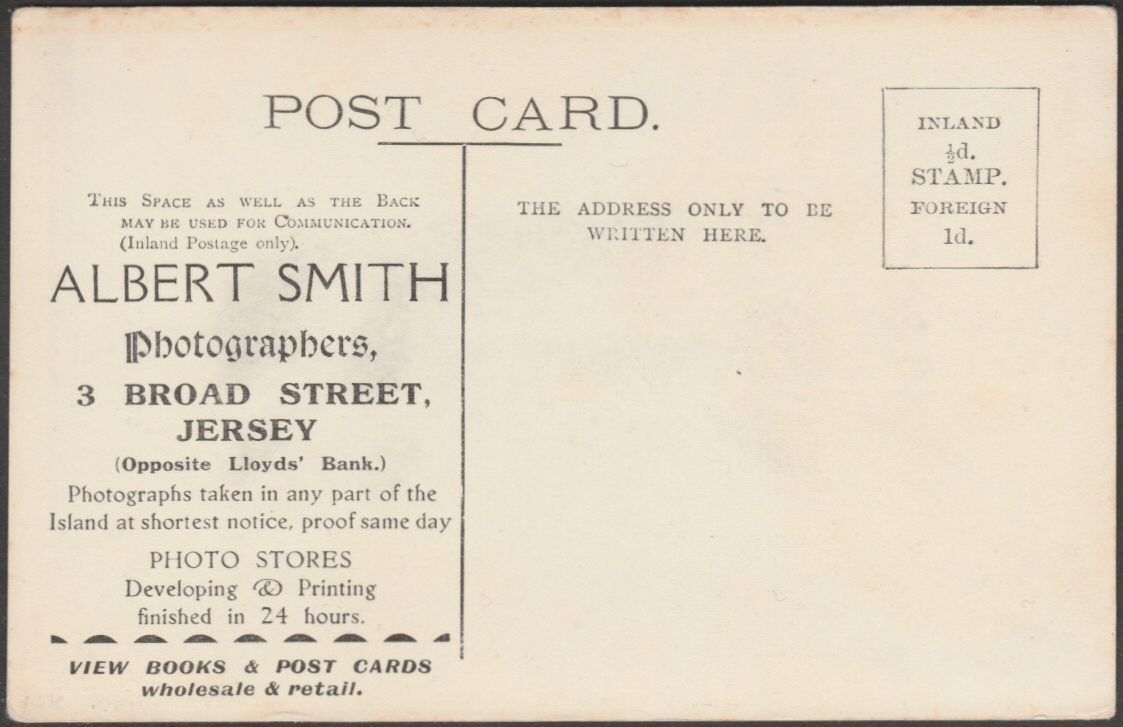 POST CARD.
THIS SPACE AS WELL AS THE BACK
MAY BE USED FOR COMMUNICATION.
(Inland Postage only).
ALBERT SMITH
Photographers,
3 BROAD STREET,
JERSEY
(Opposite Lloyds' Bank.)
Photographs taken in any part of the
Island at shortest notice, proof same day
PHOTO STORES
Developing & Printing
finished in 24 hours.
VIEW BOOKS & POST CARDS
wholesale & retail.
THE ADDRESS ONLY TO BE
WRITTEN HERE.
INLAND
½d.
STAMP.
FOREIGN
1d.